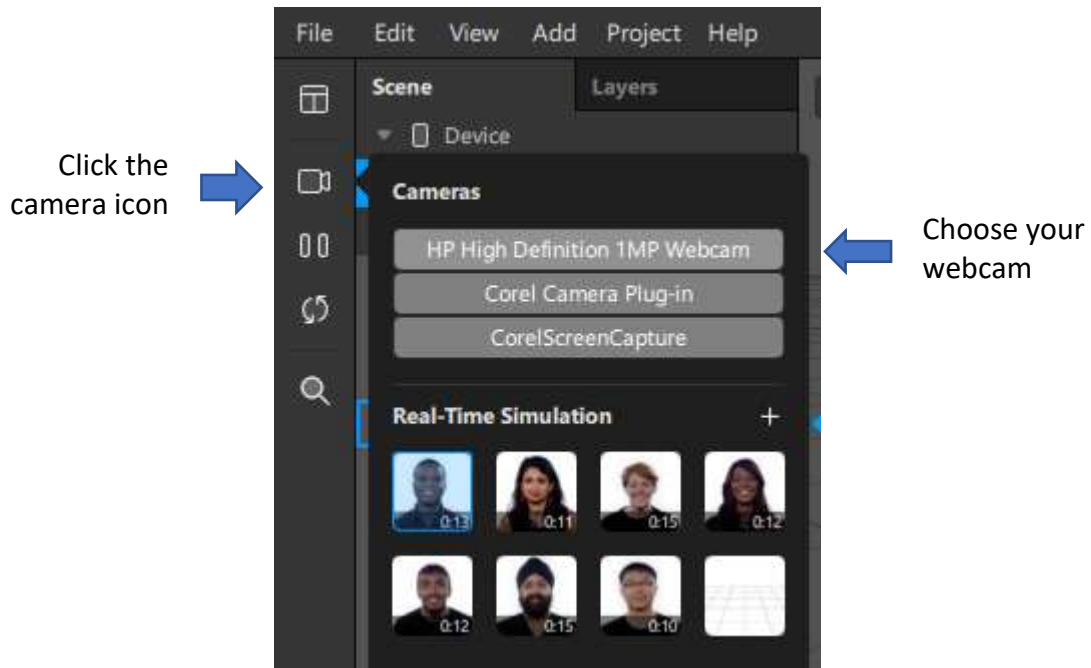 File Edit View Add Project Help
Scene Layers
Device
Click the
camera icon
Cameras
HP High Definition 1MP Webcam
Corel Camera Plug-in
CorelScreenCapture
Choose your
webcam
Real-Time Simulation +
0:13 0:11 0:15 0:12
0:12 0:15 0:10